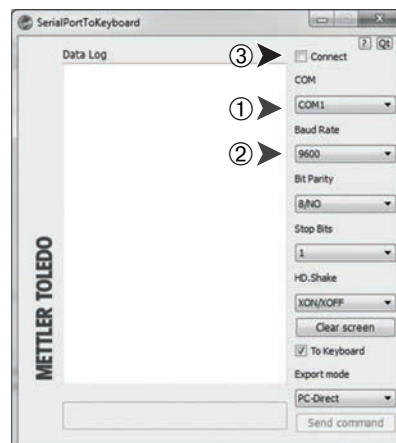 SerialPortToKeyboard
? Qt
Data Log
③ Connect
COM
① COM1
Baud Rate
② 9600
Bit Parity
8/NO
Stop Bits
1
HD.Shake
XON/XOFF
Clear screen
To Keyboard
Export mode
PC-Direct
Send command
METTLER TOLEDO